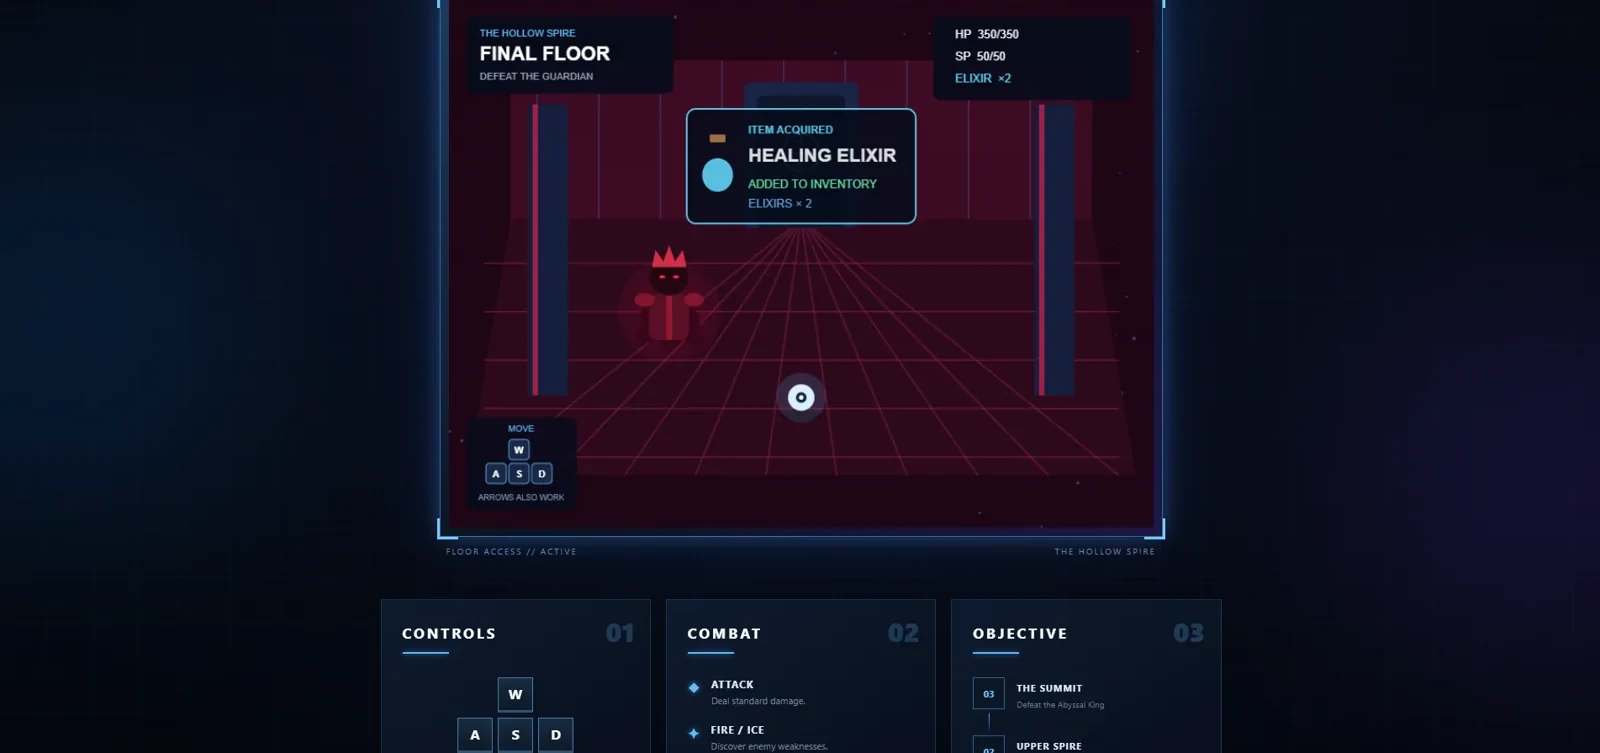 THE HOLLOW SPIRE
FINAL FLOOR
DEFEAT THE GUARDIAN
HP 350/350
SP 50/50
ELIXIR ×2
ITEM ACQUIRED
HEALING ELIXIR
ADDED TO INVENTORY
ELIXIRS × 2
MOVE
W
A S D
ARROWS ALSO WORK
FLOOR ACCESS // ACTIVE
THE HOLLOW SPIRE
CONTROLS
01
W
A S D
COMBAT
02
ATTACK
Deal standard damage.
FIRE / ICE
Discover enemy weaknesses.
OBJECTIVE
03
03
THE SUMMIT
Defeat the Abyssal King
02
UPPER SPIRE